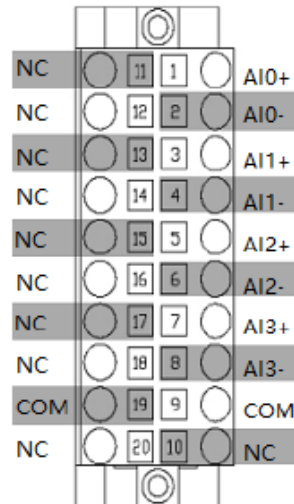 NC 11 1 AI0+
NC 12 2 AI0-
NC 13 3 AI1+
NC 14 4 AI1-
NC 15 5 AI2+
NC 16 6 AI2-
NC 17 7 AI3+
NC 18 8 AI3-
COM 19 9 COM
NC 20 10 NC